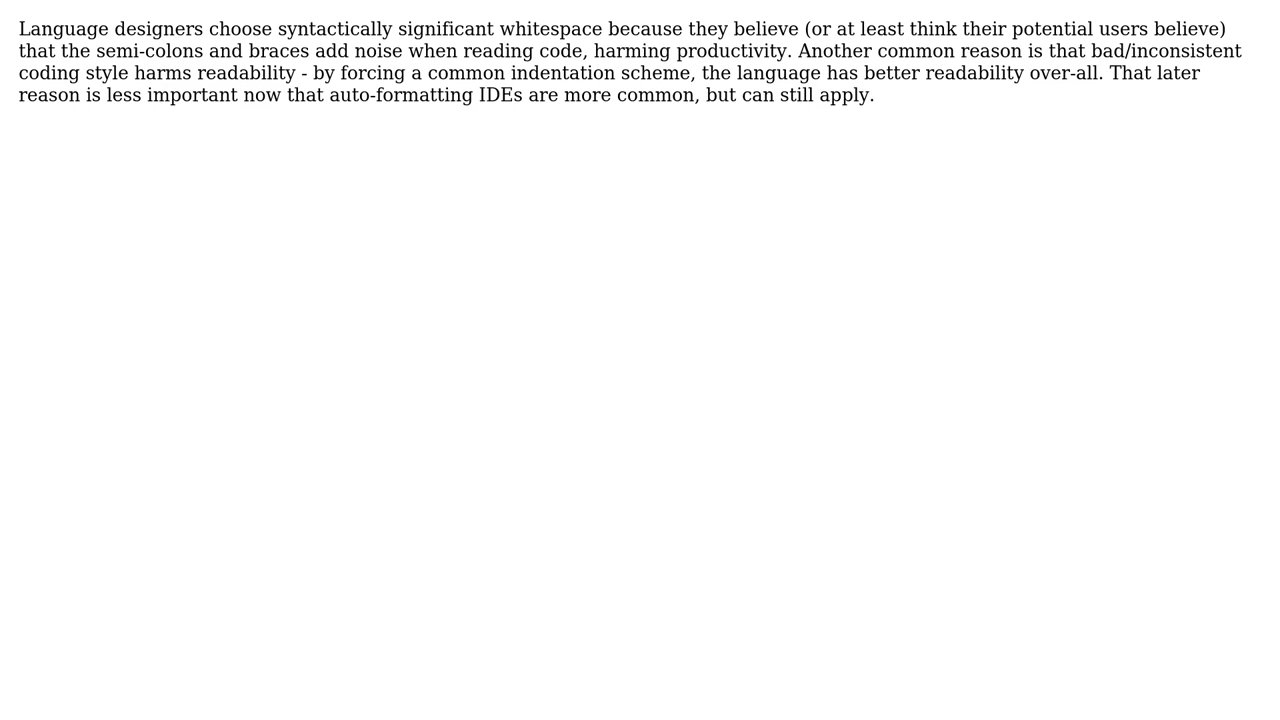 Language designers choose syntactically significant whitespace because they believe (or at least think their potential users believe)
that the semi-colons and braces add noise when reading code, harming productivity. Another common reason is that bad/inconsistent
coding style harms readability - by forcing a common indentation scheme, the language has better readability over-all. That later
reason is less important now that auto-formatting IDEs are more common, but can still apply.